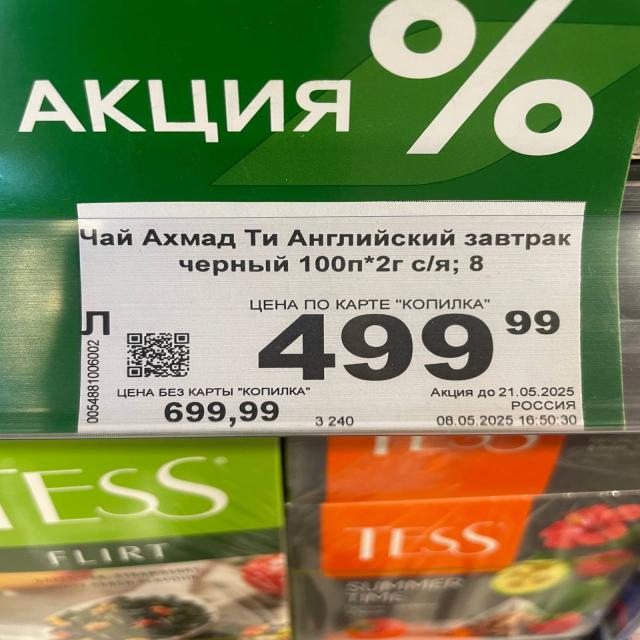 АКЦИЯ %
Чай Ахмад Ти Английский завтрак
черный 100п*2г с/я; 8
ЦЕНА ПО КАРТЕ "КОПИЛКА"
499 99
Л
0054881006002
ЦЕНА БЕЗ КАРТЫ "КОПИЛКА"
699,99
3 240
Акция до 21.05.2025
РОССИЯ
08.05.2025 16:50:30
TESS
FLIRT
TESS
TESS
SUMMER
TIME